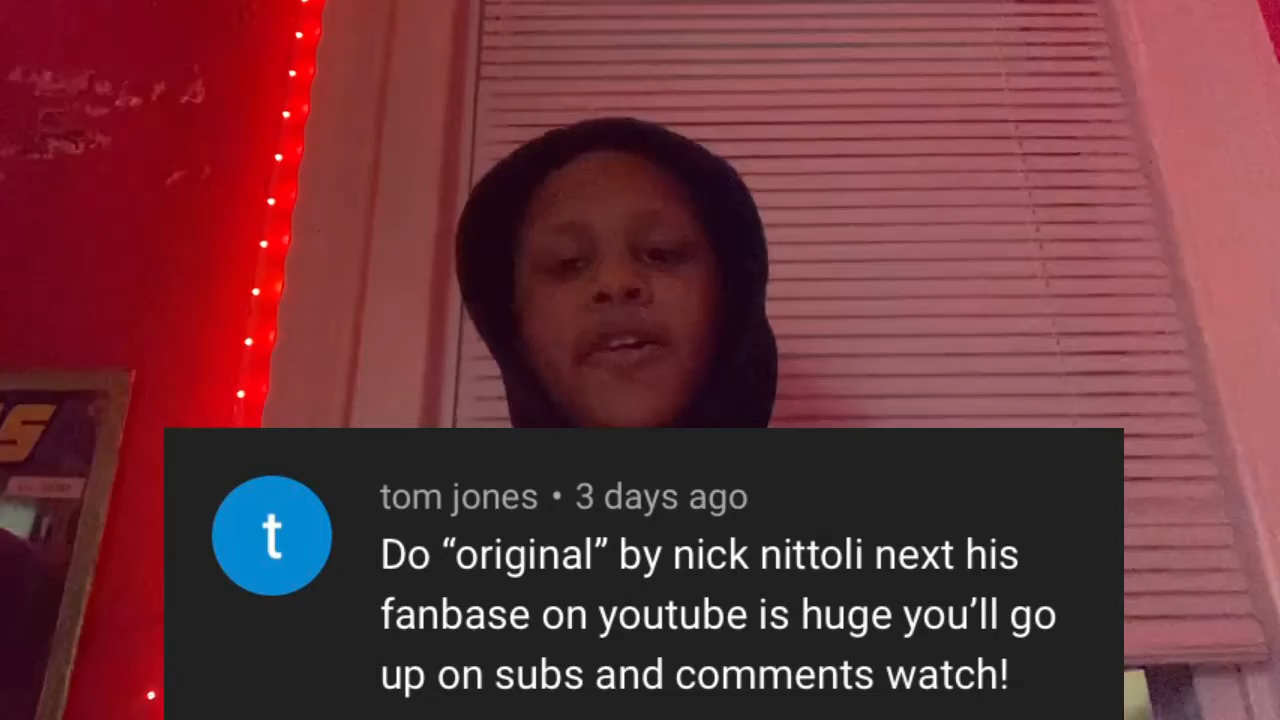 S
t
tom jones • 3 days ago
Do “original” by nick nittoli next his
fanbase on youtube is huge you’ll go
up on subs and comments watch!